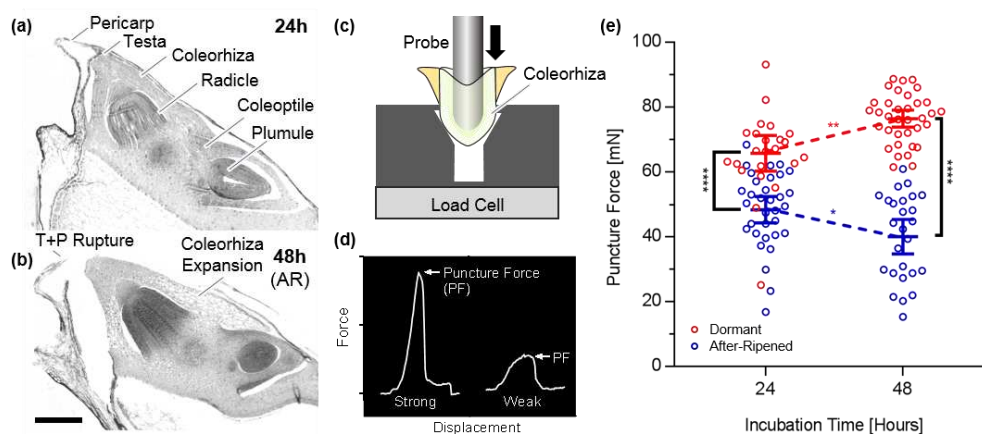 (a)
24h
Pericarp
Testa
Coleorhiza
Radicle
Coleoptile
Plumule
(b)
T+P Rupture
Coleorhiza
Expansion
48h
(AR)
(c)
Probe
Coleorhiza
Load Cell
(d)
Force
Puncture Force
(PF)
PF
Strong
Weak
Displacement
(e)
Puncture Force [mN]
100
80
60
40
20
0
****
**
*
****
Dormant
After-Ripened
24
48
Incubation Time [Hours]